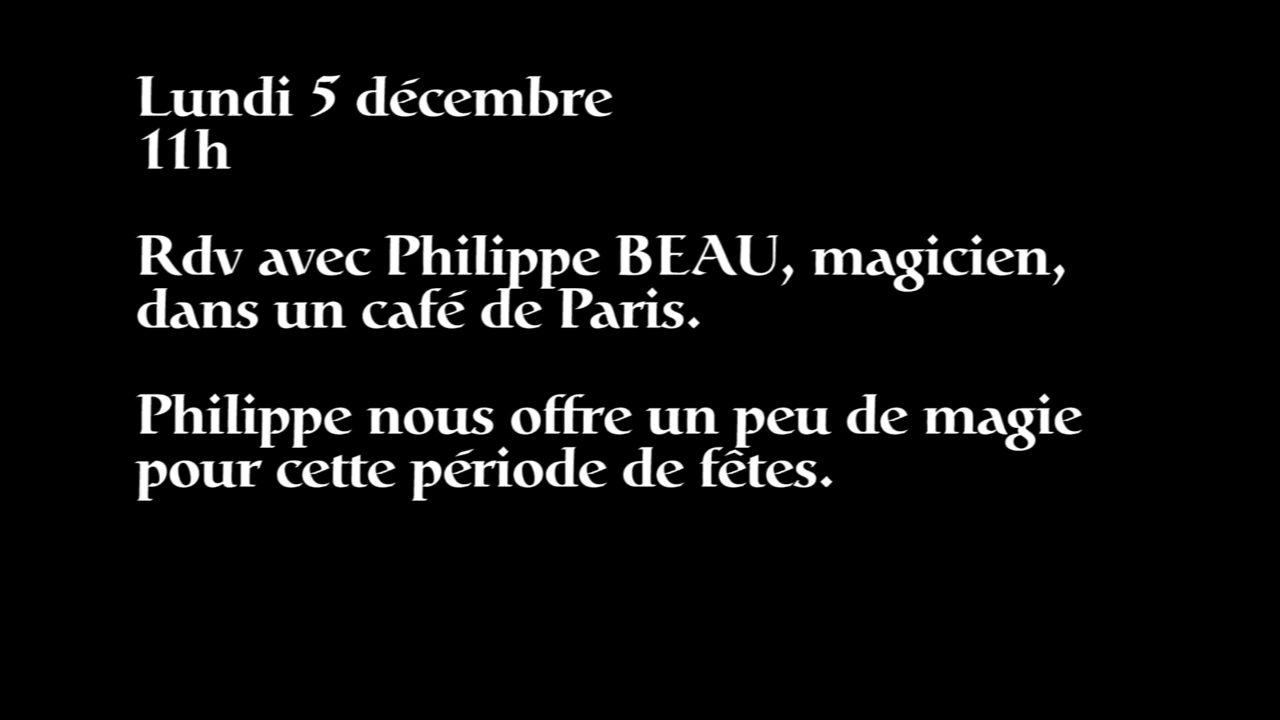 Lundi 5 décembre
11h
Rdv avec Philippe BEAU, magicien,
dans un café de Paris.
Philippe nous offre un peu de magie
pour cette période de fêtes.